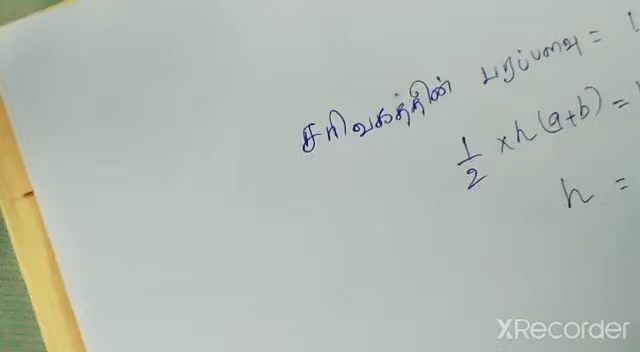 சரிவகத்தின் பரப்பளவு =
1/2 × h (a+b) =
h =
XRecorder